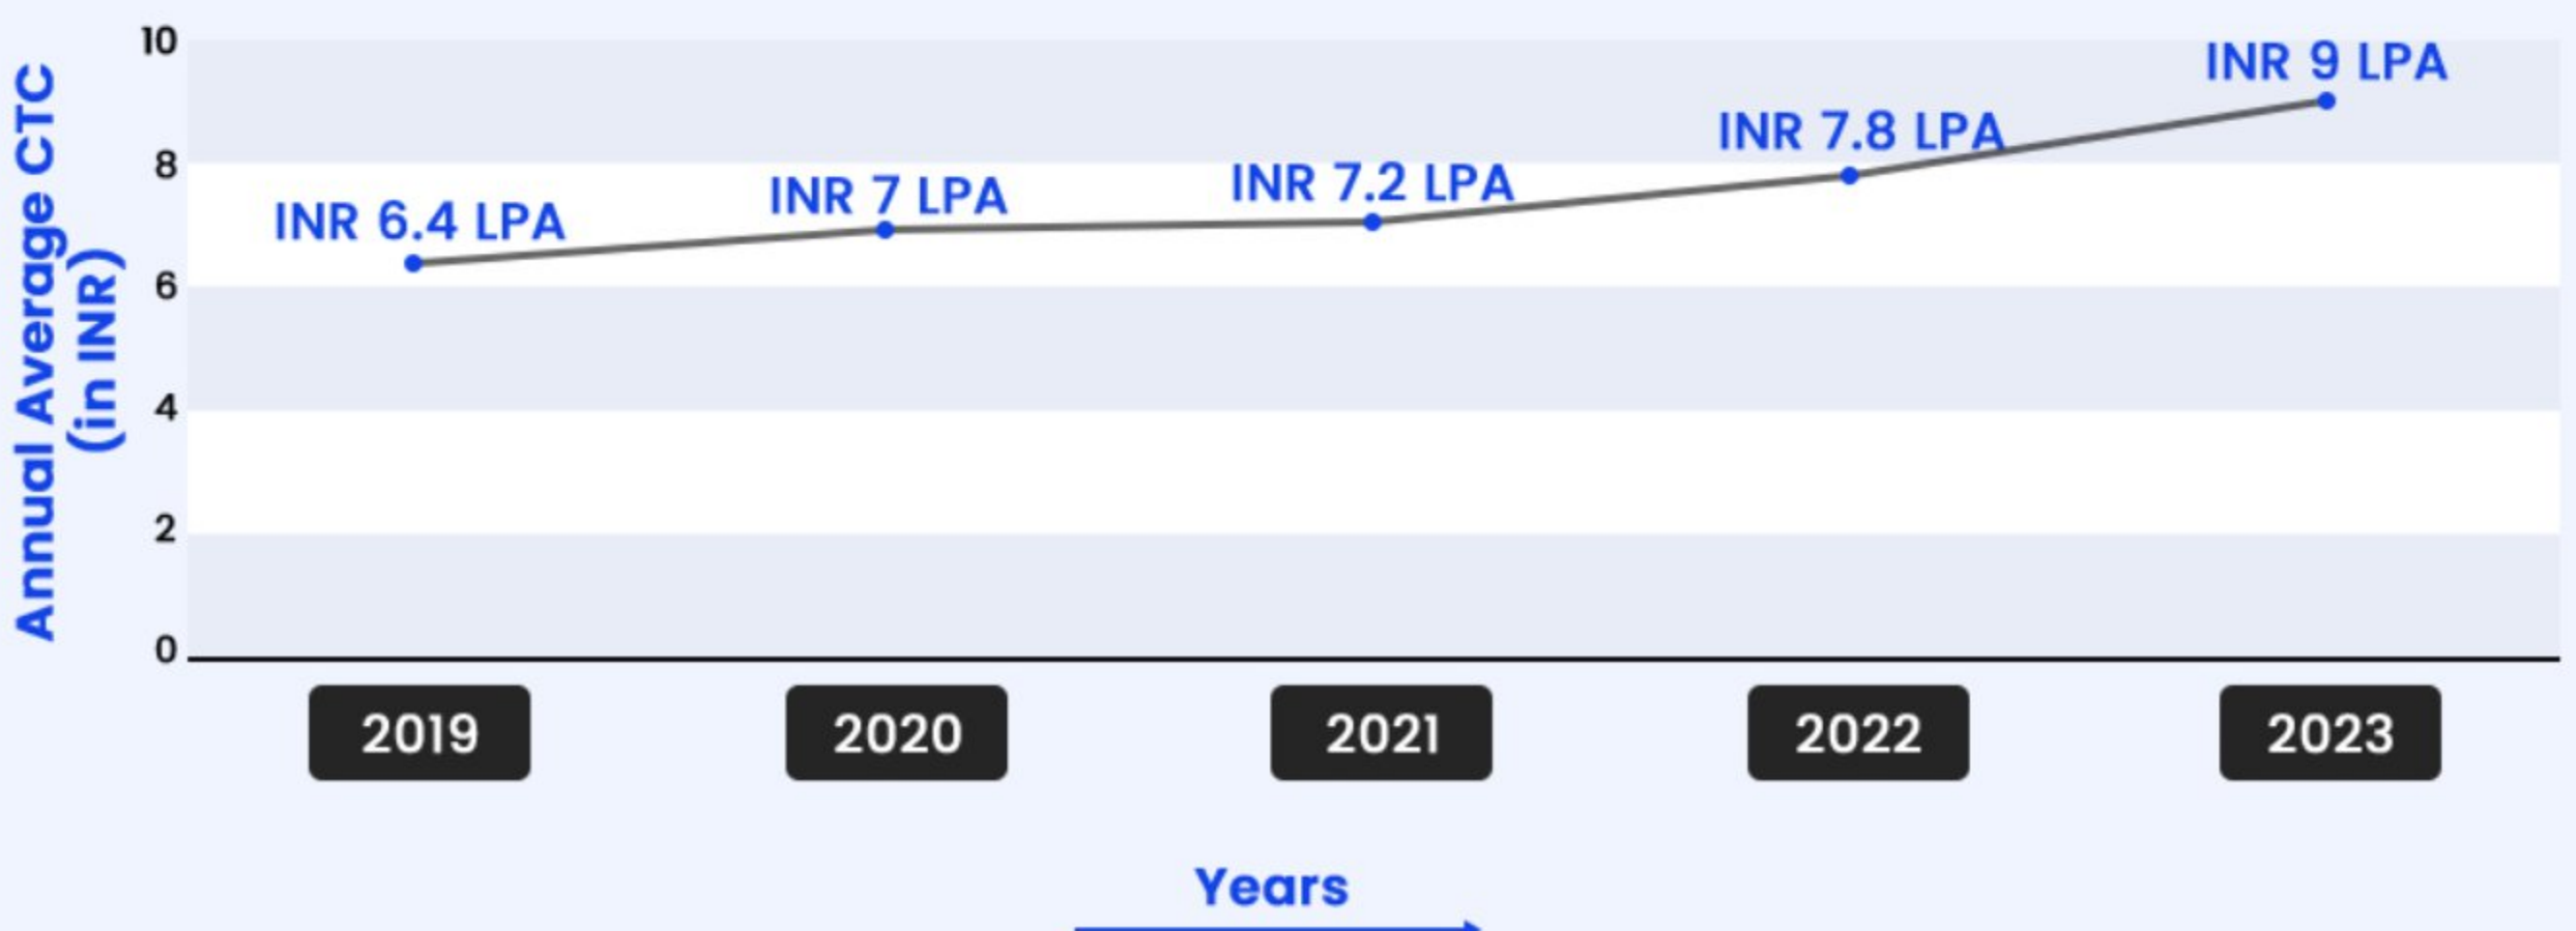 Annual Average CTC
(in INR)
10
8
6
4
2
0
INR 6.4 LPA
INR 7 LPA
INR 7.2 LPA
INR 7.8 LPA
INR 9 LPA
2019
2020
2021
2022
2023
Years